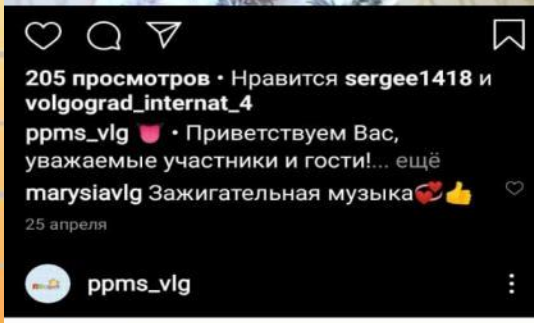 205 просмотров • Нравится sergee1418 и
volgograd_internat_4
ppms_vlg 👅 • Приветствуем Вас,
уважаемые участники и гости!... ещё
marysiavlg Зажигательная музыка💞👍
25 апреля
ppms_vlg